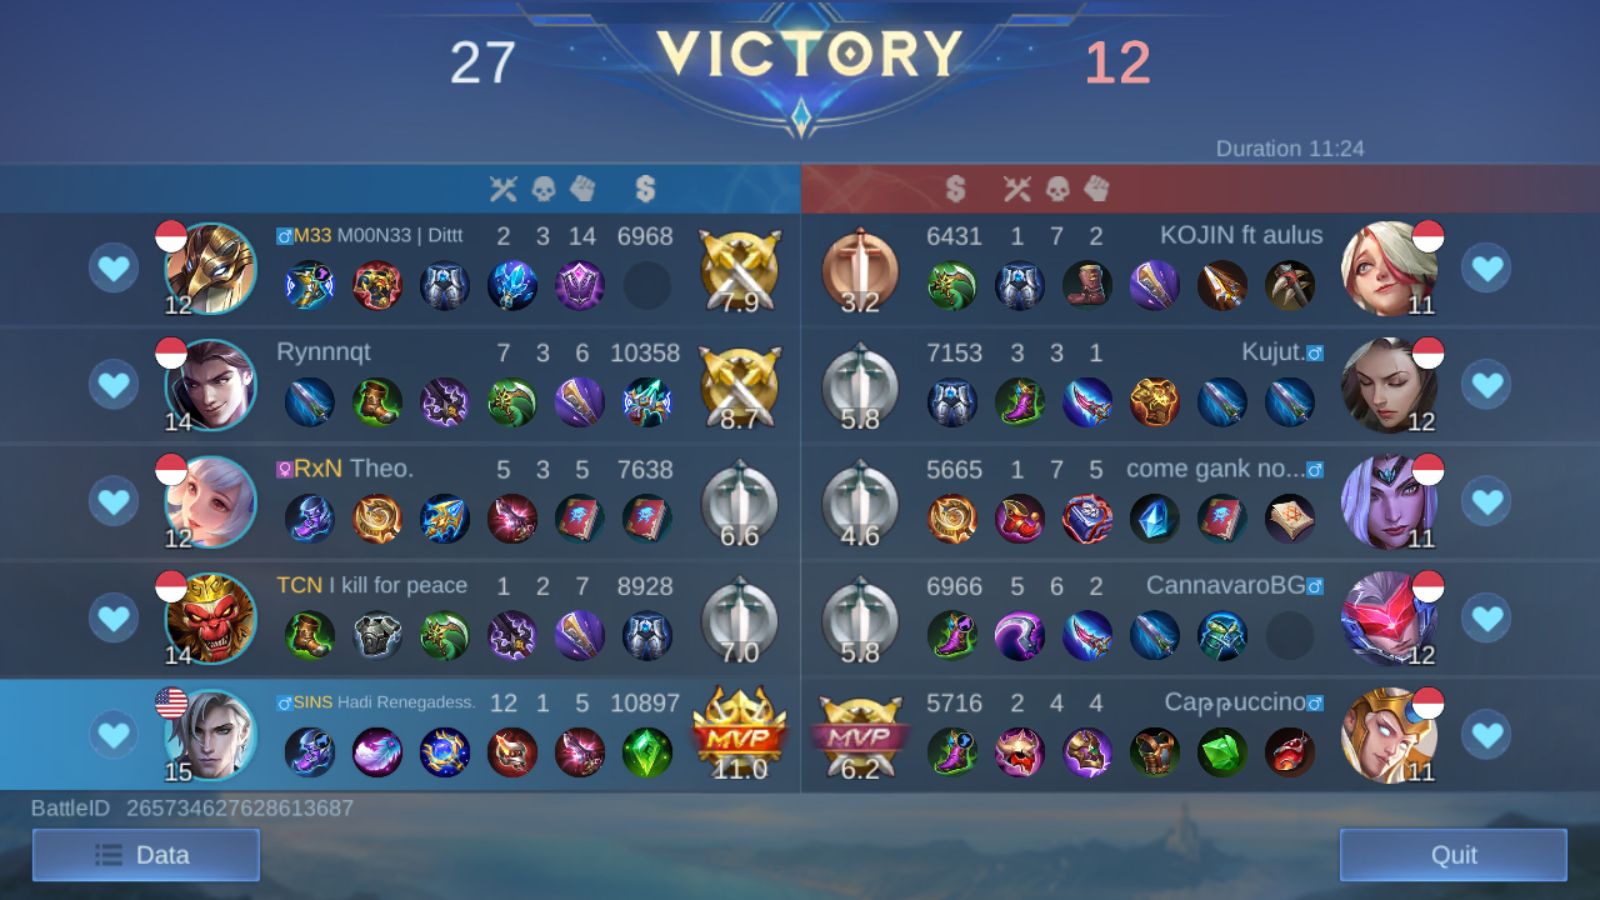 27 VICTORY 12
Duration 11:24
12 M33 M00N33 | Dittt 2 3 14 6968 7.9
3.2 6431 1 7 2 KOJIN ft aulus 11
14 Rynnnqt 7 3 6 10358 8.7
5.8 7153 3 3 1 Kujut. 12
12 RxN Theo. 5 3 5 7638 6.6
4.6 5665 1 7 5 come gank no... 11
14 TCN I kill for peace 1 2 7 8928 7.0
5.8 6966 5 6 2 CannavaroBG 12
15 SINS Hadi Renegadess. 12 1 5 10897 MVP 11.0
MVP 6.2 5716 2 4 4 Caꝑꝑuccino 11
BattleID 265734627628613687
Data
Quit